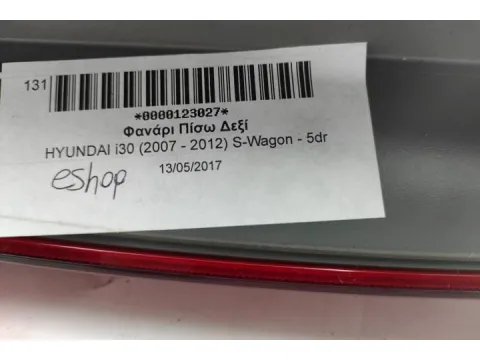 131
*0000123027*
Φανάρι Πίσω Δεξί
HYUNDAI i30 (2007 - 2012) S-Wagon - 5dr
13/05/2017
eshop